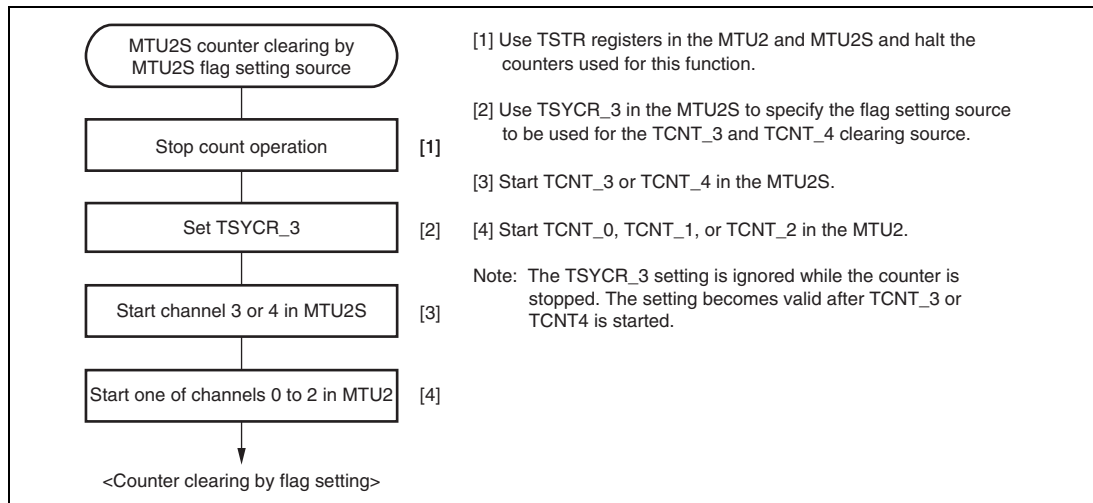 MTU2S counter clearing by
MTU2S flag setting source
Stop count operation
[1]
Set TSYCR_3
[2]
Start channel 3 or 4 in MTU2S
[3]
Start one of channels 0 to 2 in MTU2
[4]
<Counter clearing by flag setting>
[1] Use TSTR registers in the MTU2 and MTU2S and halt the
counters used for this function.
[2] Use TSYCR_3 in the MTU2S to specify the flag setting source
to be used for the TCNT_3 and TCNT_4 clearing source.
[3] Start TCNT_3 or TCNT_4 in the MTU2S.
[4] Start TCNT_0, TCNT_1, or TCNT_2 in the MTU2.
Note: The TSYCR_3 setting is ignored while the counter is
stopped. The setting becomes valid after TCNT_3 or
TCNT4 is started.